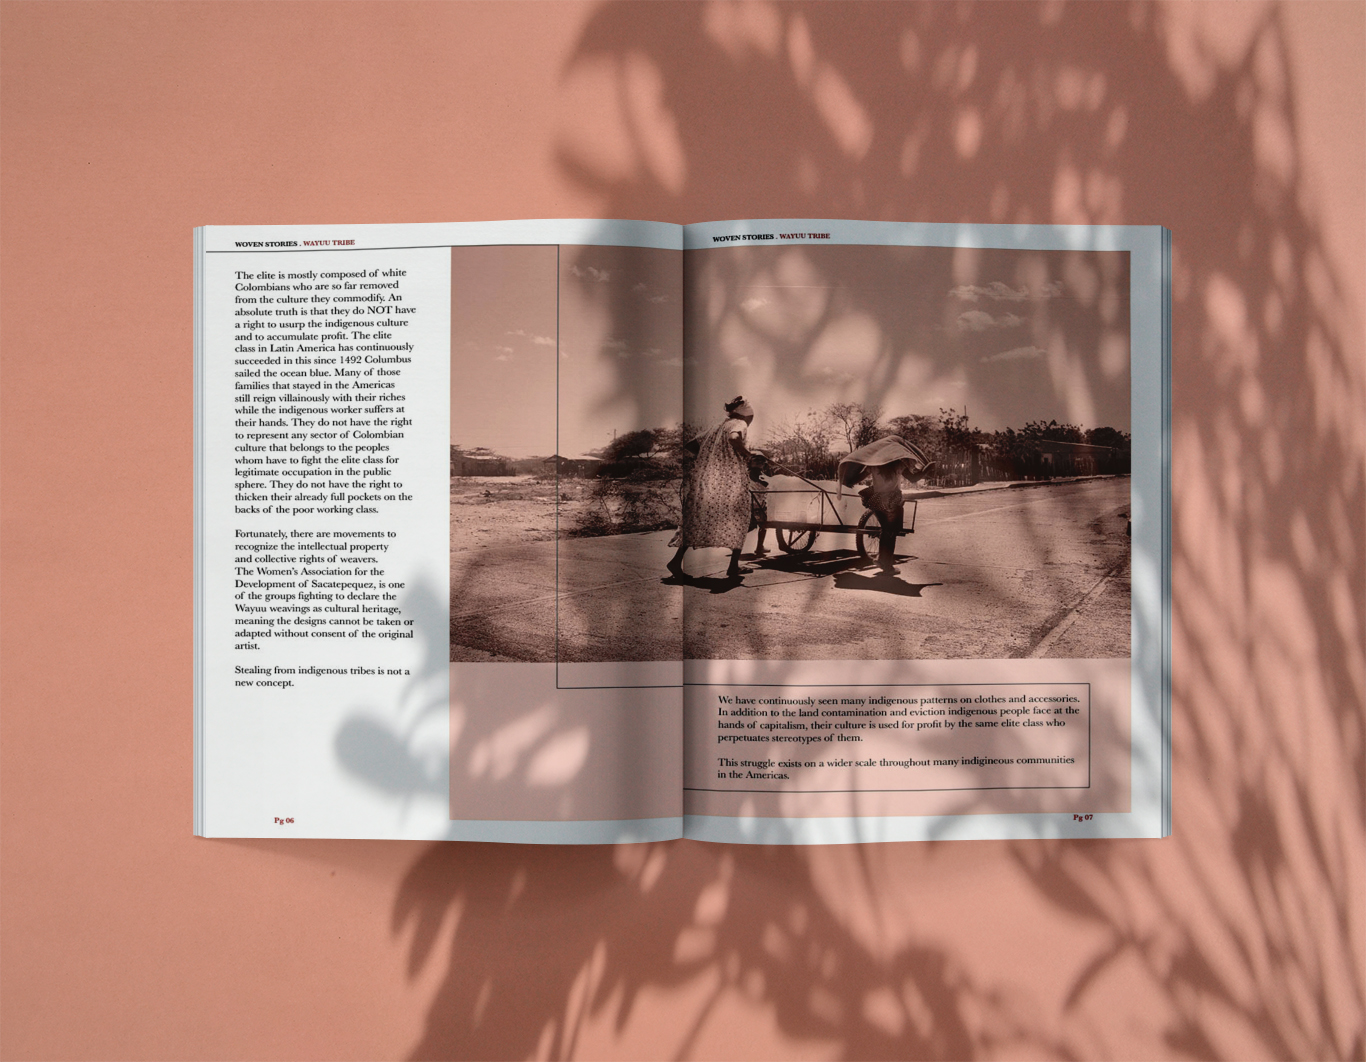 WOVEN STORIES . WAYUU TRIBE
The elite is mostly composed of white
Colombians who are so far removed
from the culture they commodify. An
absolute truth is that they do NOT have
a right to usurp the indigenous culture
and to accumulate profit. The elite
class in Latin America has continuously
succeeded in this since 1492 Columbus
sailed the ocean blue. Many of those
families that stayed in the Americas
still reign villainously with their riches
while the indigenous worker suffers at
their hands. They do not have the right
to represent any sector of Colombian
culture that belongs to the peoples
whom have to fight the elite class for
legitimate occupation in the public
sphere. They do not have the right to
thicken their already full pockets on the
backs of the poor working class.
Fortunately, there are movements to
recognize the intellectual property
and collective rights of weavers.
The Women's Association for the
Development of Sacatepequez, is one
of the groups fighting to declare the
Wayuu weavings as cultural heritage,
meaning the designs cannot be taken or
adapted without consent of the original
artist.
Stealing from indigenous tribes is not a
new concept.
Pg 06
WOVEN STORIES . WAYUU TRIBE
We have continuously seen many indigenous patterns on clothes and accessories.
In addition to the land contamination and eviction indigenous people face at the
hands of capitalism, their culture is used for profit by the same elite class who
perpetuates stereotypes of them.
This struggle exists on a wider scale throughout many indigineous communities
in the Americas.
Pg 07